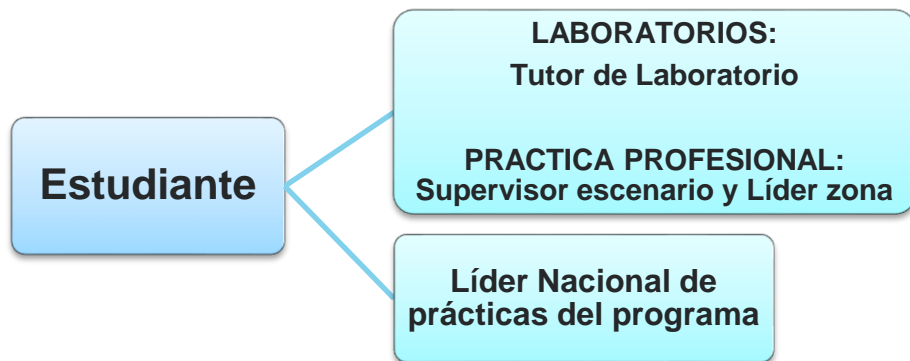 Estudiante
LABORATORIOS:
Tutor de Laboratorio
PRACTICA PROFESIONAL:
Supervisor escenario y Líder zona
Líder Nacional de
prácticas del programa